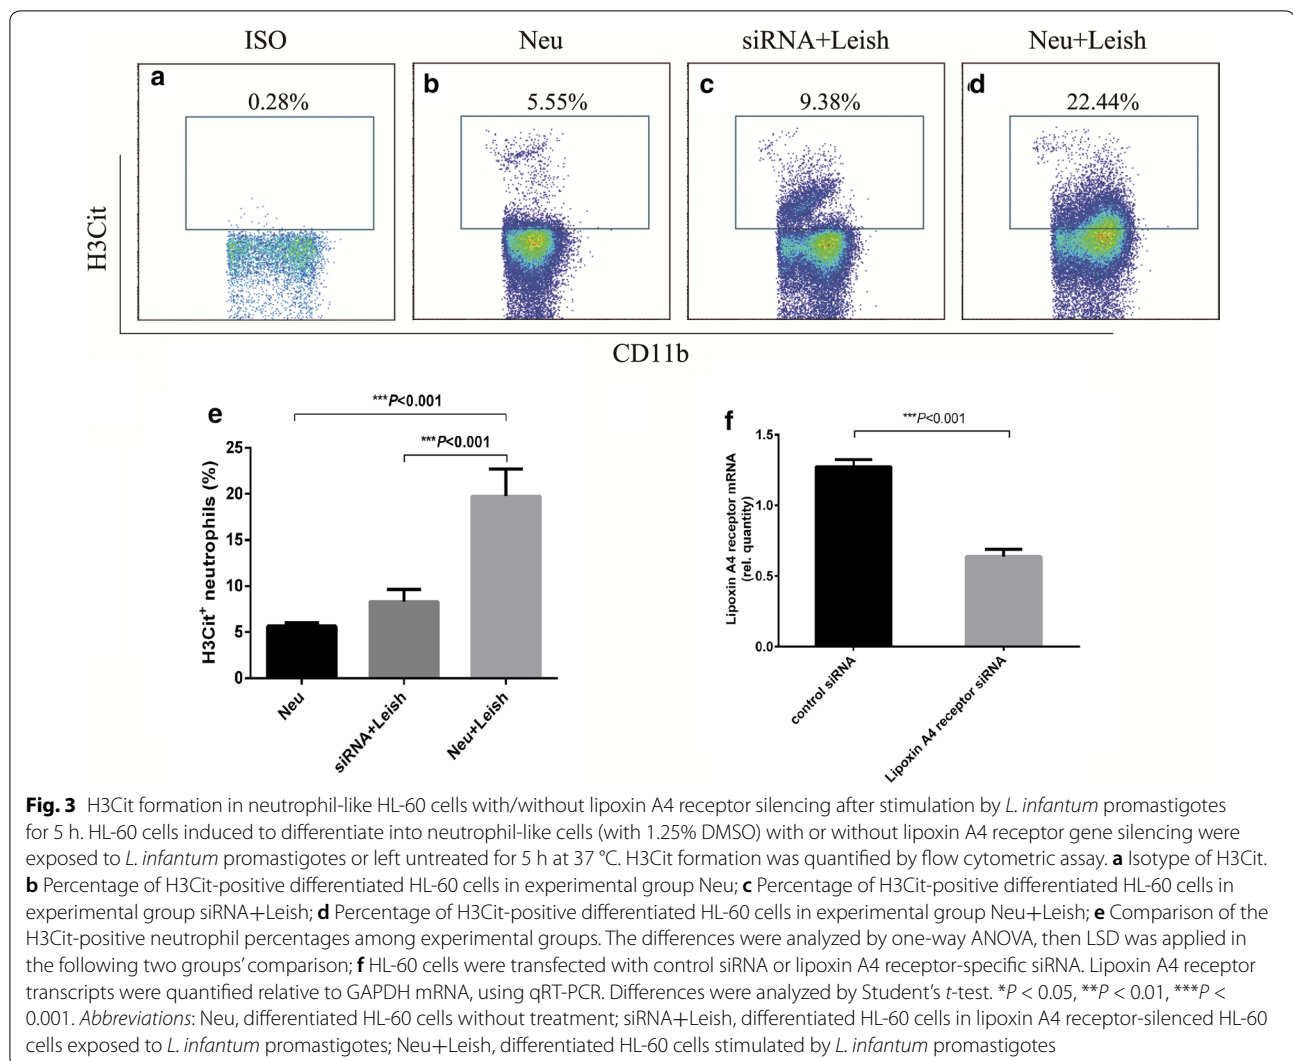 ISO Neu siRNA+Leish Neu+Leish
a b c d
0.28% 5.55% 9.38% 22.44%
H3Cit
CD11b
e
***P<0.001
***P<0.001
H3Cit+ neutrophils (%)
25
20
15
10
5
0
Neu
siRNA+Leish
Neu+Leish
f
***P<0.001
Lipoxin A4 receptor mRNA
(rel. quantity)
1.5
1.0
0.5
0.0
control siRNA
Lipoxin A4 receptor siRNA
Fig. 3 H3Cit formation in neutrophil-like HL-60 cells with/without lipoxin A4 receptor silencing after stimulation by L. infantum promastigotes
for 5 h. HL-60 cells induced to differentiate into neutrophil-like cells (with 1.25% DMSO) with or without lipoxin A4 receptor gene silencing were
exposed to L. infantum promastigotes or left untreated for 5 h at 37 °C. H3Cit formation was quantified by flow cytometric assay. a Isotype of H3Cit.
b Percentage of H3Cit-positive differentiated HL-60 cells in experimental group Neu; c Percentage of H3Cit-positive differentiated HL-60 cells in
experimental group siRNA+Leish; d Percentage of H3Cit-positive differentiated HL-60 cells in experimental group Neu+Leish; e Comparison of the
H3Cit-positive neutrophil percentages among experimental groups. The differences were analyzed by one-way ANOVA, then LSD was applied in
the following two groups' comparison; f HL-60 cells were transfected with control siRNA or lipoxin A4 receptor-specific siRNA. Lipoxin A4 receptor
transcripts were quantified relative to GAPDH mRNA, using qRT-PCR. Differences were analyzed by Student's t-test. *P < 0.05, **P < 0.01, ***P <
0.001. Abbreviations: Neu, differentiated HL-60 cells without treatment; siRNA+Leish, differentiated HL-60 cells in lipoxin A4 receptor-silenced HL-60
cells exposed to L. infantum promastigotes; Neu+Leish, differentiated HL-60 cells stimulated by L. infantum promastigotes